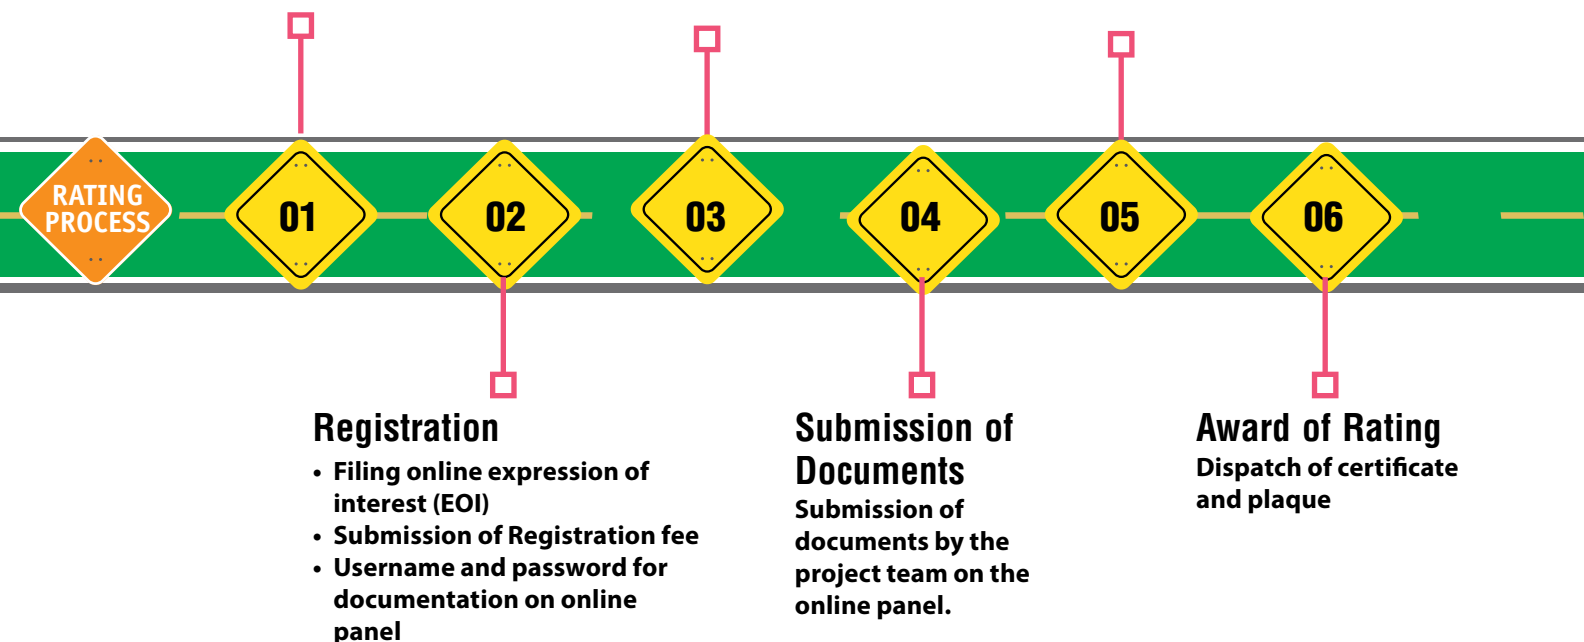 RATING
PROCESS
01
02
03
04
05
06
Registration
• Filing online expression of
interest (EOI)
• Submission of Registration fee
• Username and password for
documentation on online
panel
Submission of
Documents
Submission of
documents by the
project team on the
online panel.
Award of Rating
Dispatch of certificate
and plaque